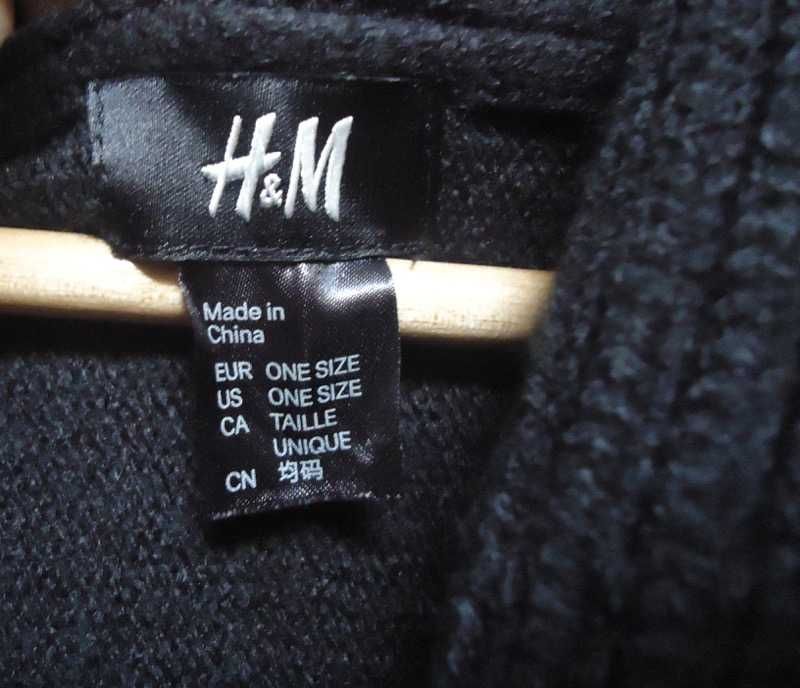 H&M
Made in
China
EUR ONE SIZE
US ONE SIZE
CA TAILLE
UNIQUE
CN 均码